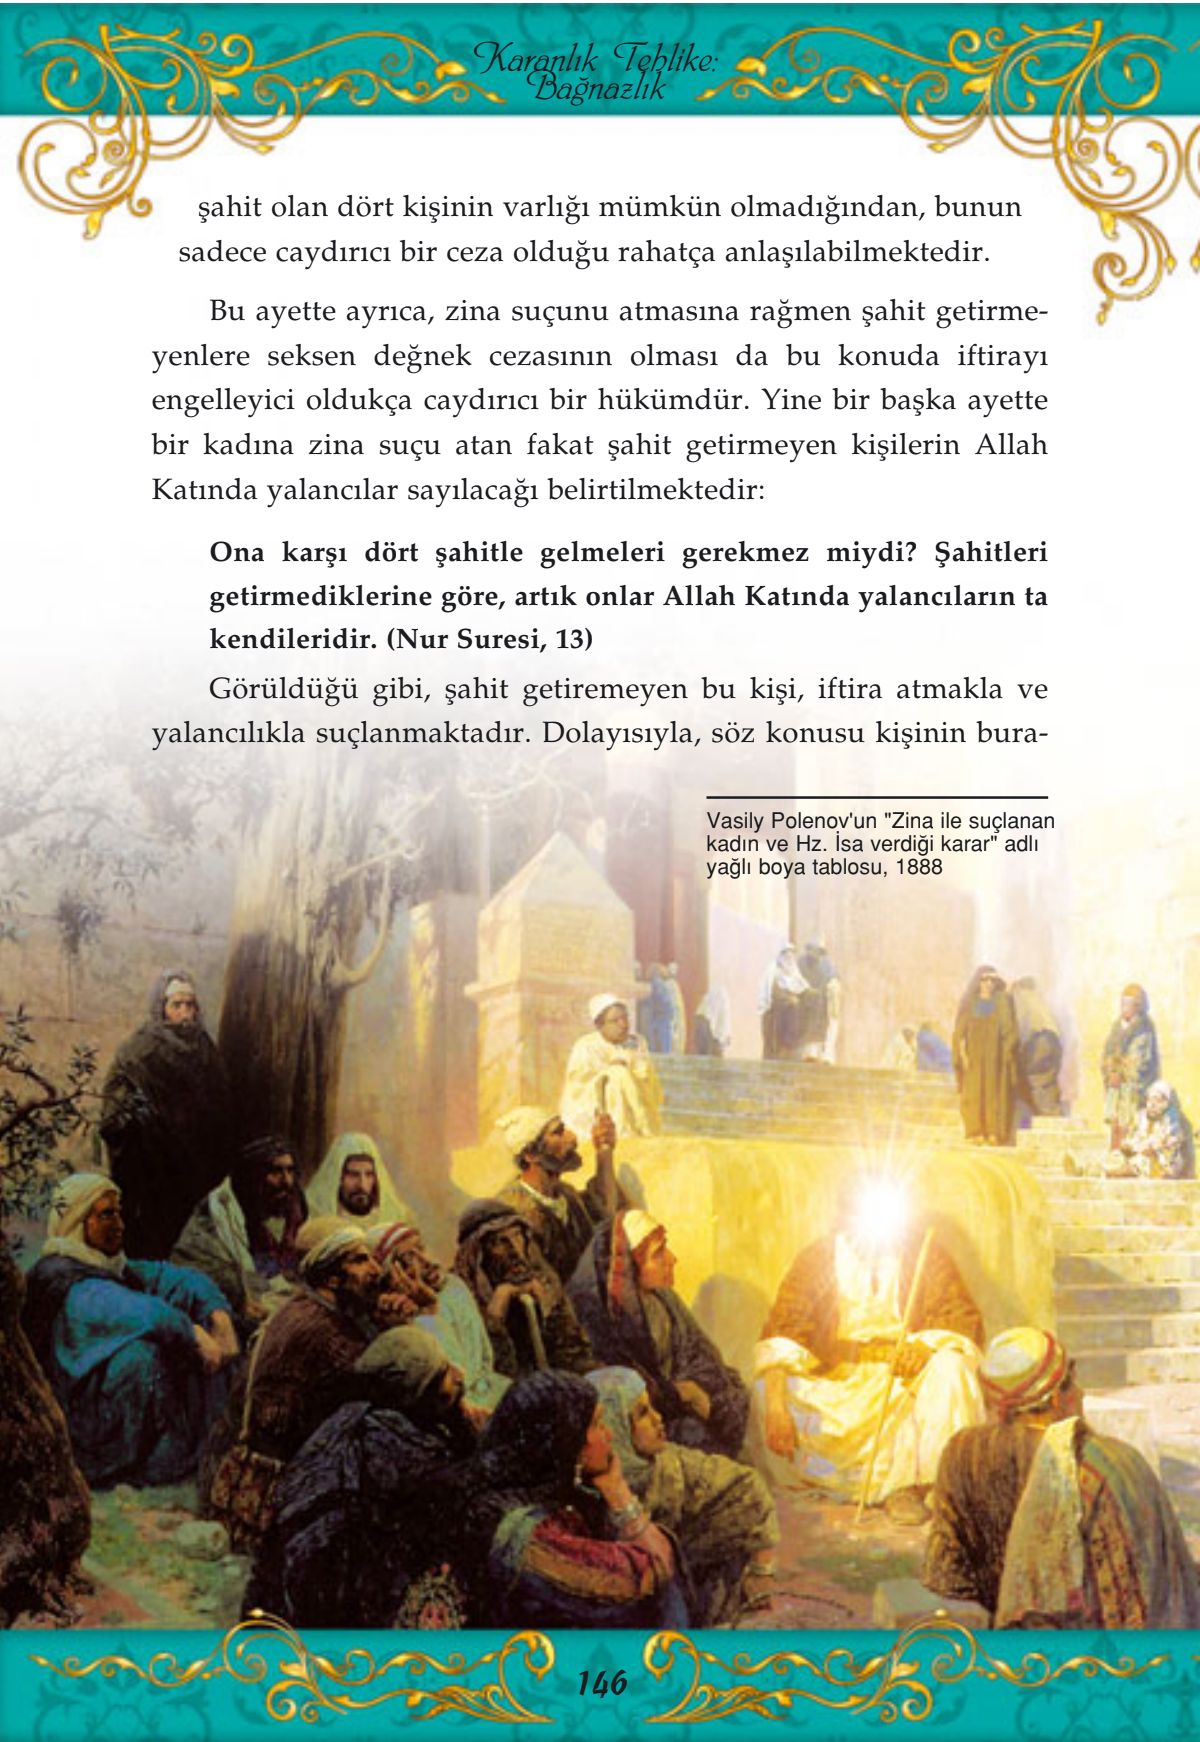 Karanlık Tehlike:
Bağnazlık
şahit olan dört kişinin varlığı mümkün olmadığından, bunun
sadece caydırıcı bir ceza olduğu rahatça anlaşılabilmektedir.
Bu ayette ayrıca, zina suçunu atmasına rağmen şahit getirme-
yenlere seksen değnek cezasının olması da bu konuda iftirayı
engelleyici oldukça caydırıcı bir hükümdür. Yine bir başka ayette
bir kadına zina suçu atan fakat şahit getirmeyen kişilerin Allah
Katında yalancılar sayılacağı belirtilmektedir:
Ona karşı dört şahitle gelmeleri gerekmez miydi? Şahitleri
getirmediklerine göre, artık onlar Allah Katında yalancıların ta
kendileridir. (Nur Suresi, 13)
Görüldüğü gibi, şahit getiremeyen bu kişi, iftira atmakla ve
yalancılıkla suçlanmaktadır. Dolayısıyla, söz konusu kişinin bura-
Vasily Polenov'un "Zina ile suçlanan
kadın ve Hz. İsa verdiği karar" adlı
yağlı boya tablosu, 1888
146